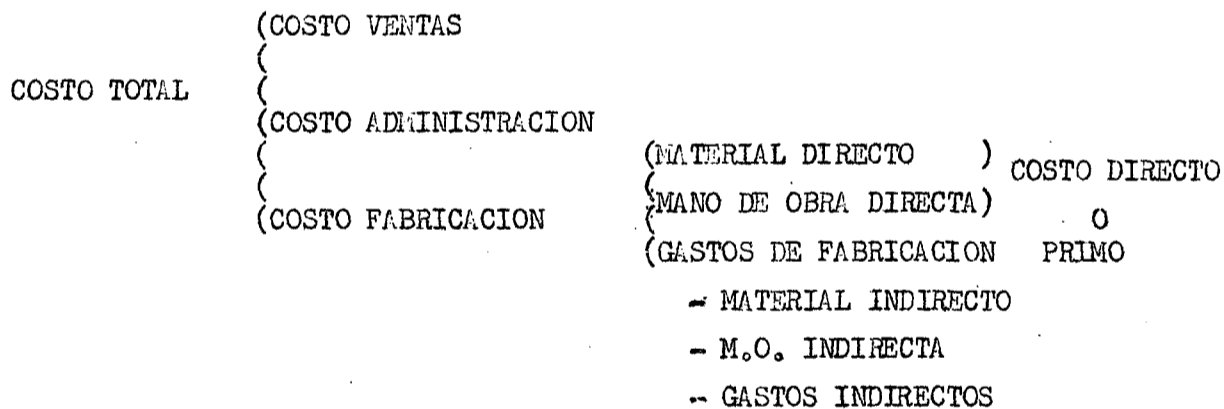 (COSTO VENTAS
(
COSTO TOTAL (
(COSTO ADMINISTRACION
(
(MATERIAL DIRECTO ) COSTO DIRECTO
(
(MANO DE OBRA DIRECTA)
(COSTO FABRICACION ( O
(GASTOS DE FABRICACION PRIMO
- MATERIAL INDIRECTO
- M.O. INDIRECTA
- GASTOS INDIRECTOS